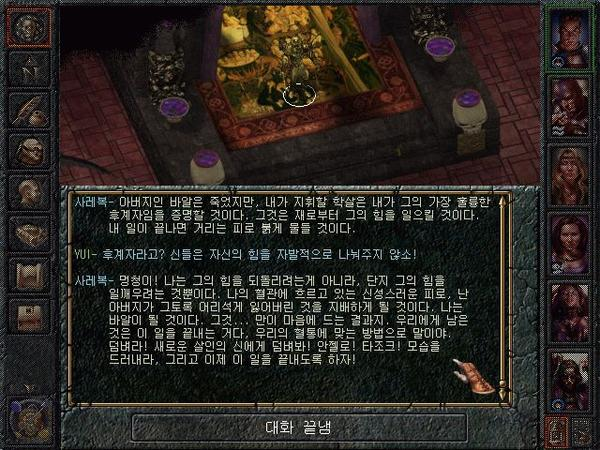 사레복- 아버지인 바알은 죽었지만, 내가 지휘할 학살은 내가 그의 가장 훌륭한
후계자임을 증명할 것이다. 그것은 재로부터 그의 힘을 일으킬 것이다.
내 일이 끝나면 거리는 피로 붉게 물들 것이다.
YUI- 후계자라고? 신들은 자신의 힘을 자발적으로 나눠주지 않소!
사레복- 멍청이! 나는 그의 힘을 되돌리려는게 아니라, 단지 그의 힘을
일깨우려는 것뿐이다. 나의 혈관에 흐르고 있는 신성스러운 피로, 난
아버지가 그토록 어리석게 잃어버린 것을 지배하게 될 것이다. 나는
바알이 될 것이다. 그것... 만이 마음에 드는 결과지. 우리에게 남은
것은 이 일을 끝내는 거다. 우리의 혈통에 맞는 방법으로 말이야.
덤벼라! 새로운 살인의 신에게 덤벼봐! 안젤로! 타조크! 모습을
드러내라, 그리고 이제 이 일을 끝내도록 하자!
대화 끝냄